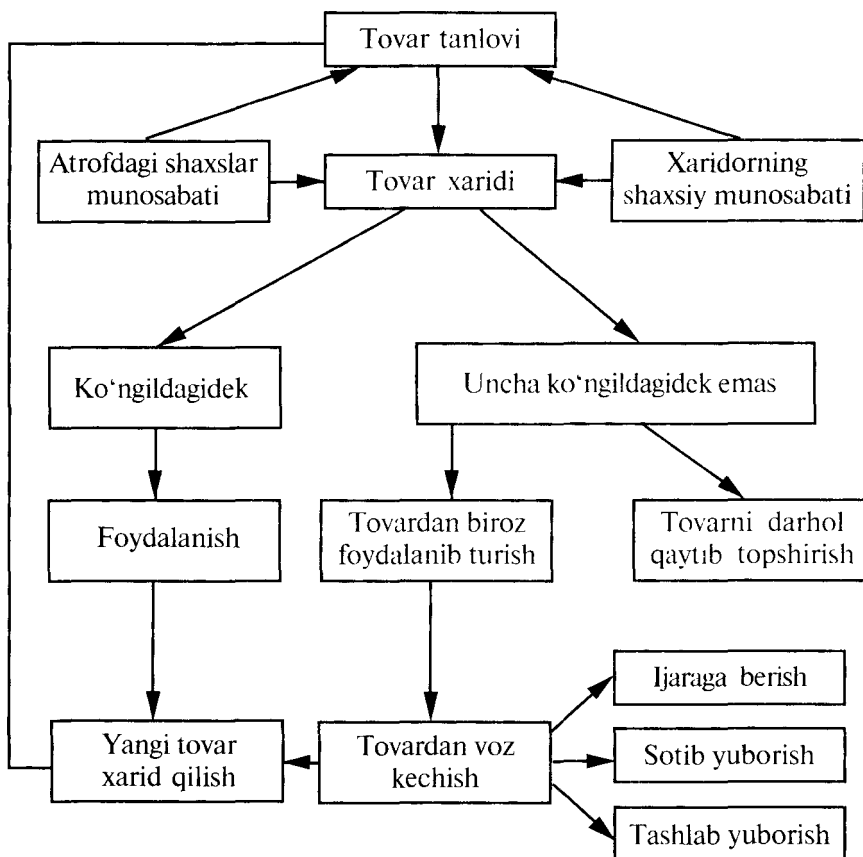 Tovar tanlovi
Atrofdagi shaxslar
munosabati
Tovar xaridi
Xaridorning
shaxsiy munosabati
Ko‘ngildagidek
Uncha ko‘ngildagidek emas
Foydalanish
Tovardan biroz
foydalanib turish
Tovarni darhol
qaytib topshirish
Ijaraga berish
Yangi tovar
xarid qilish
Tovardan voz
kechish
Sotib yuborish
Tashlab yuborish